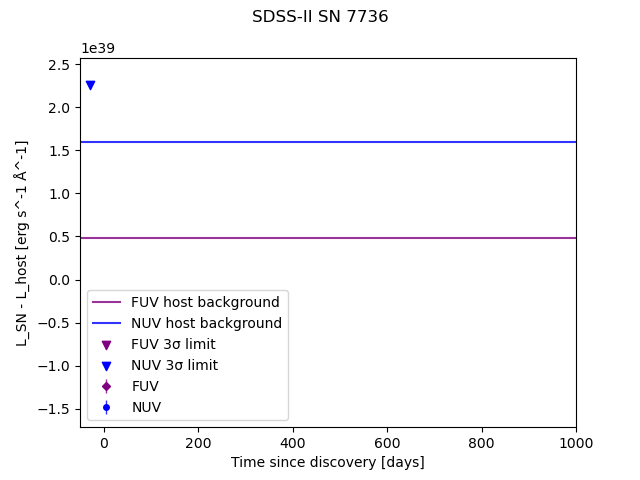 SDSS-II SN 7736
1e39
L_SN - L_host [erg s^-1 Å^-1]
2.5
2.0
1.5
1.0
0.5
0.0
−0.5
−1.0
−1.5
FUV host background
NUV host background
FUV 3σ limit
NUV 3σ limit
FUV
NUV
0 200 400 600 800 1000
Time since discovery [days]